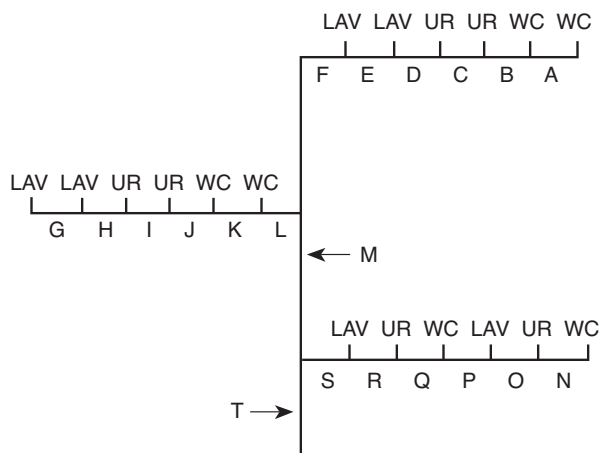 LAV LAV UR UR WC WC
F E D C B A
LAV LAV UR UR WC WC
G H I J K L
M
LAV UR WC LAV UR WC
S R Q P O N
T